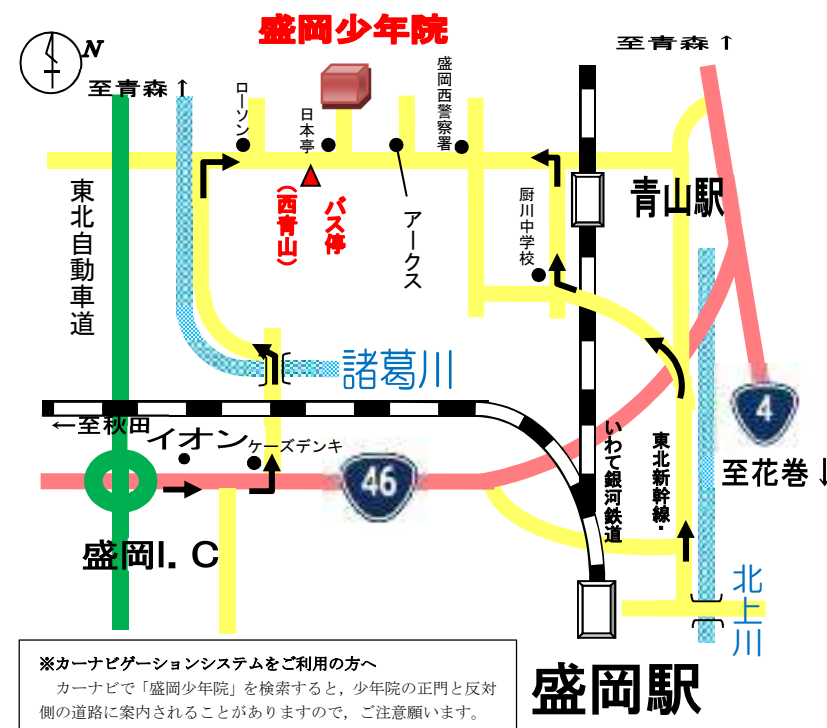 盛岡少年院
N
至青森↑
至青森↑
ローソン
日本亭
盛岡西警察署
アークス
バス停
（西青山）
厨川中学校
青山駅
東北自動車道
諸葛川
←至秋田
イオン
ケーズデンキ
46
4
いわて銀河鉄道
東北新幹線・
至花巻↓
盛岡I. C
北上川
盛岡駅
※カーナビゲーションシステムをご利用の方へ
カーナビで「盛岡少年院」を検索すると，少年院の正門と反対
側の道路に案内されることがありますので，ご注意願います。